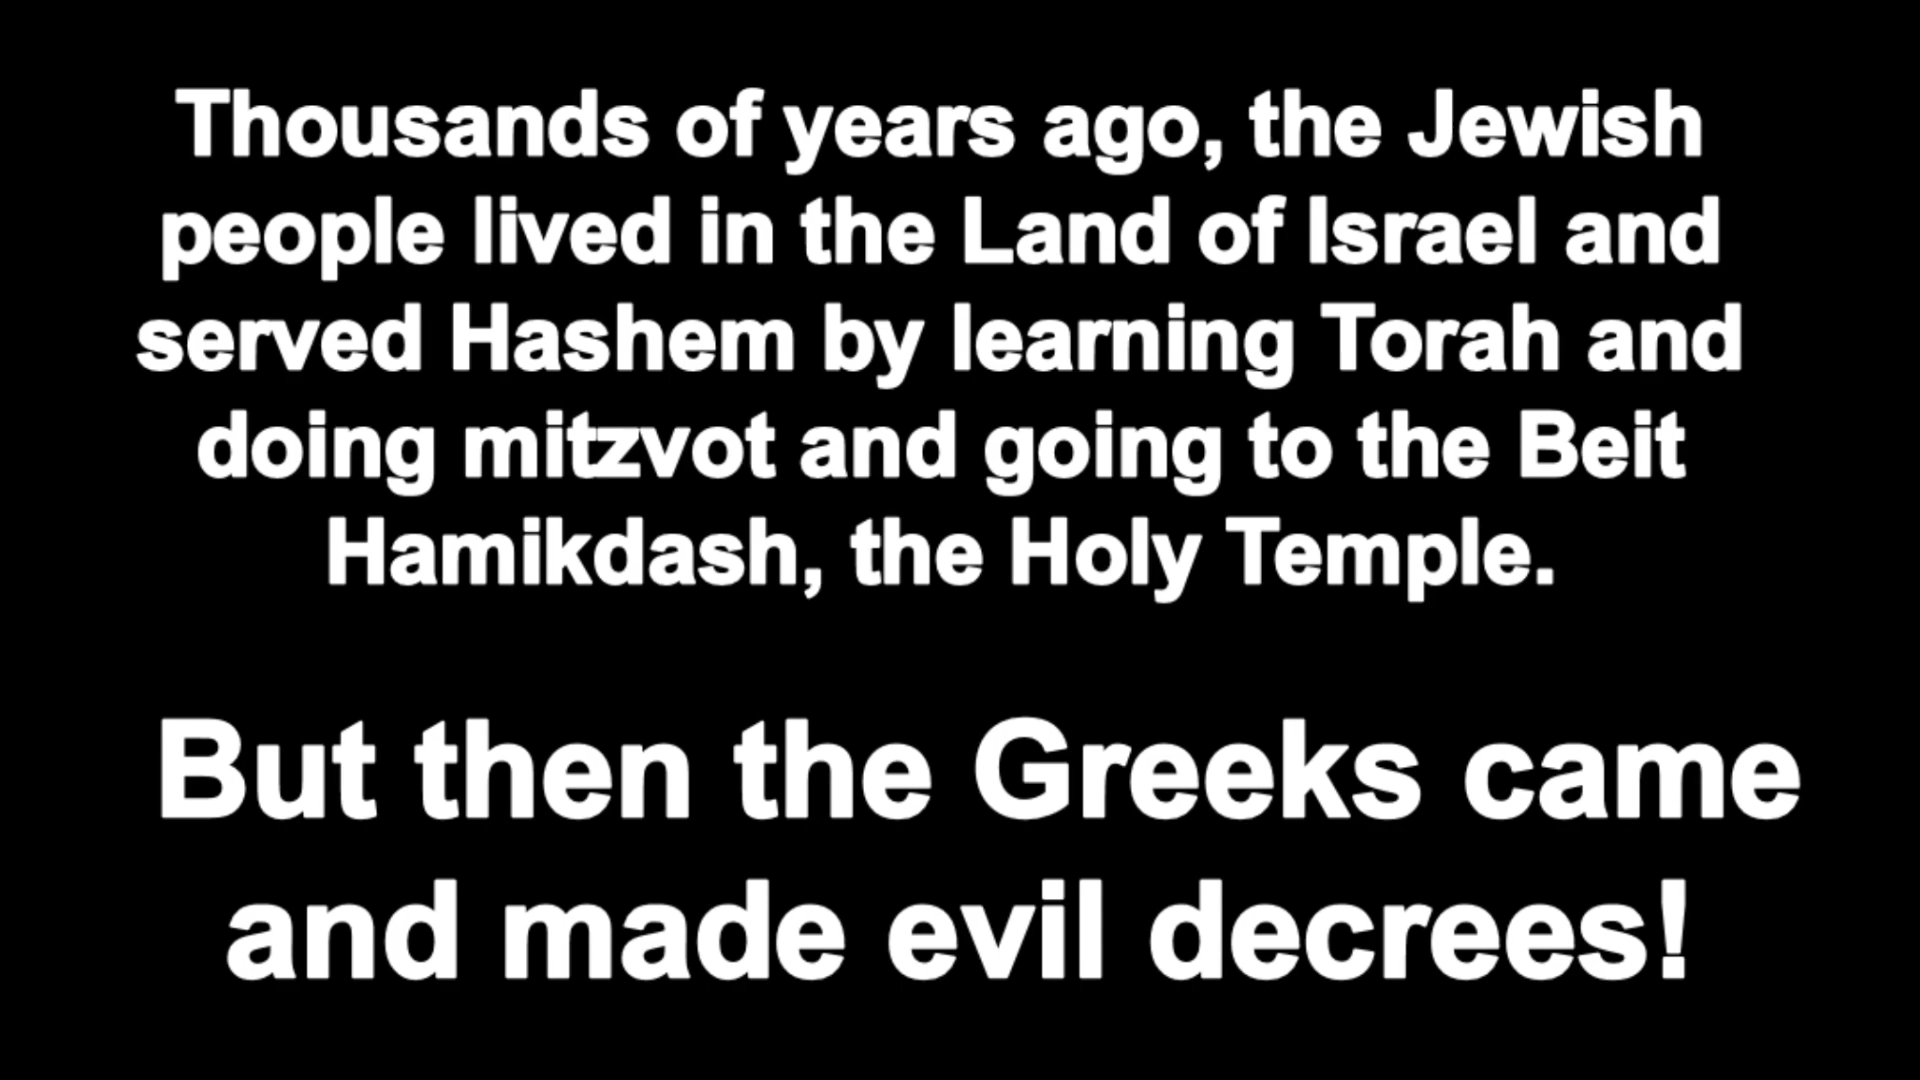 Thousands of years ago, the Jewish
people lived in the Land of Israel and
served Hashem by learning Torah and
doing mitzvot and going to the Beit
Hamikdash, the Holy Temple.
But then the Greeks came
and made evil decrees!